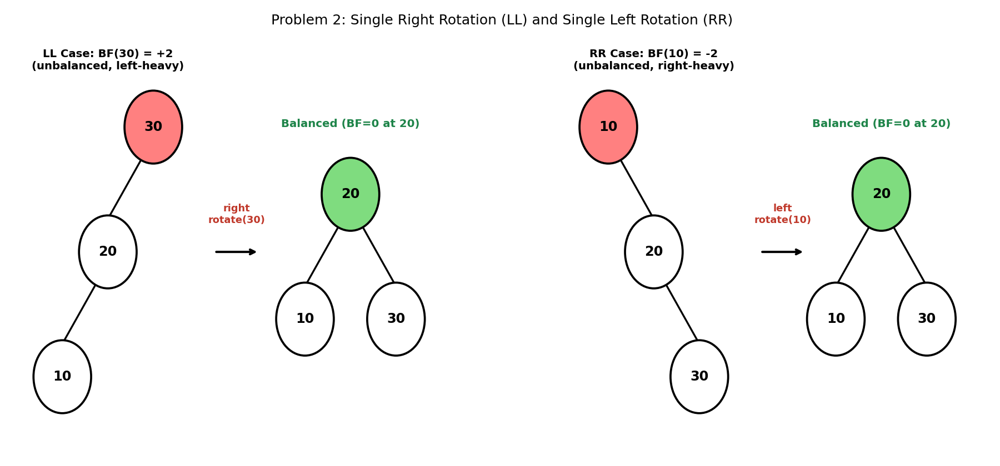 Problem 2: Single Right Rotation (LL) and Single Left Rotation (RR)
LL Case: BF(30) = +2
(unbalanced, left-heavy)
30
20
10
right
rotate(30)
Balanced (BF=0 at 20)
20
10
30
RR Case: BF(10) = -2
(unbalanced, right-heavy)
10
20
30
left
rotate(10)
Balanced (BF=0 at 20)
20
10
30